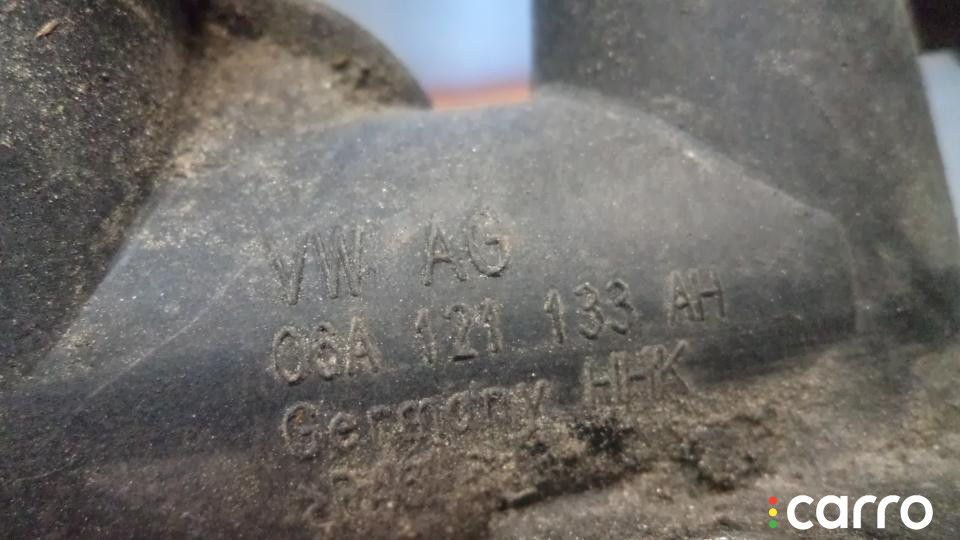 VW AG
06A 121 133 AH
Germany HHK
carro